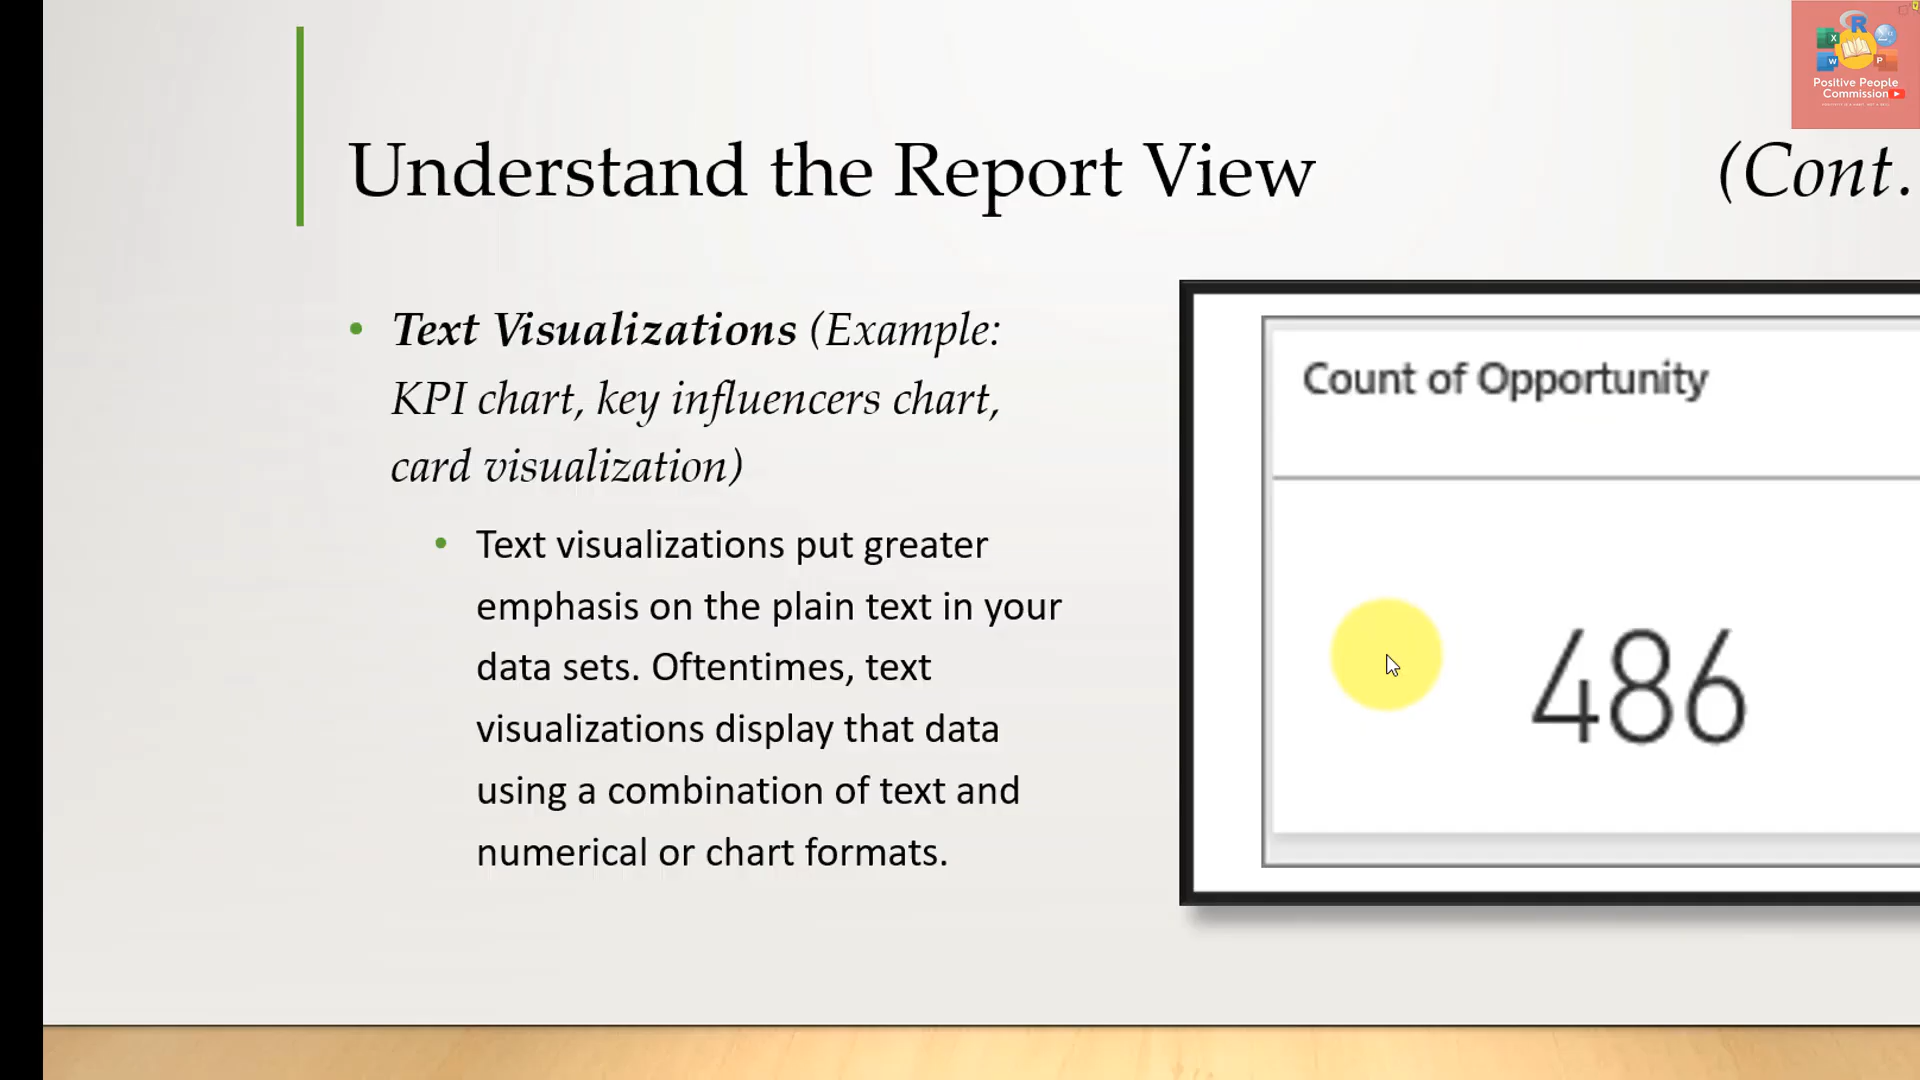 Positive People
Commission
Understand the Report View (Cont.
• Text Visualizations (Example:
KPI chart, key influencers chart,
card visualization)
• Text visualizations put greater
emphasis on the plain text in your
data sets. Oftentimes, text
visualizations display that data
using a combination of text and
numerical or chart formats.
Count of Opportunity
486